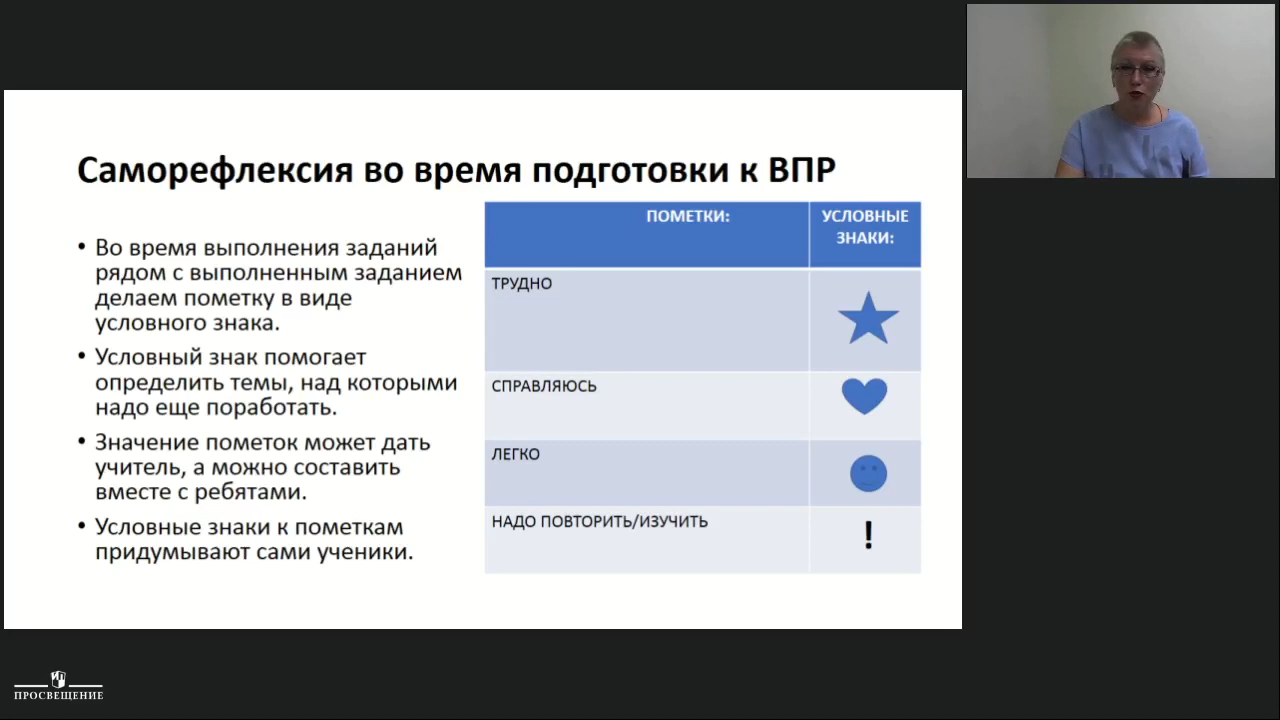 Саморефлексия во время подготовки к ВПР
• Во время выполнения заданий
рядом с выполненным заданием
делаем пометку в виде
условного знака.
• Условный знак помогает
определить темы, над которыми
надо еще поработать.
• Значение пометок может дать
учитель, а можно составить
вместе с ребятами.
• Условные знаки к пометкам
придумывают сами ученики.
ПОМЕТКИ:
УСЛОВНЫЕ
ЗНАКИ:
ТРУДНО
СПРАВЛЯЮСЬ
ЛЕГКО
НАДО ПОВТОРИТЬ/ИЗУЧИТЬ
!
ПРОСВЕЩЕНИЕ